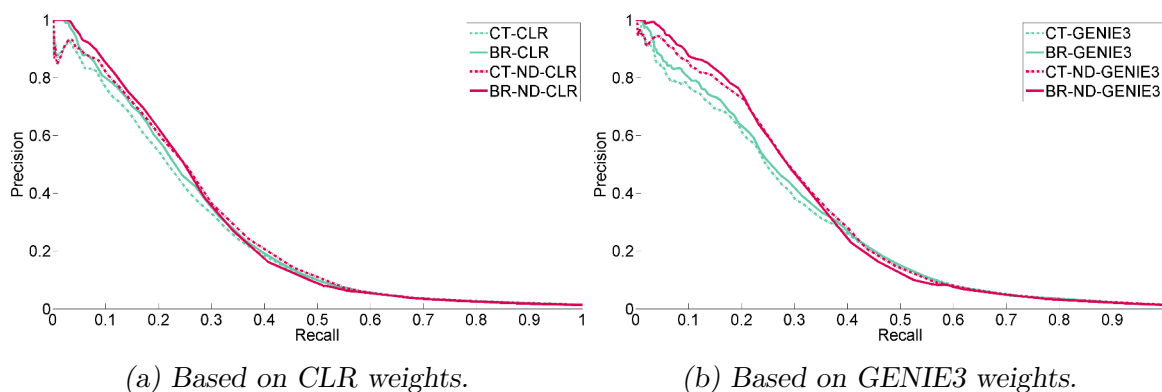 1
0.8
0.6
0.4
0.2
0
Precision
0 0.1 0.2 0.3 0.4 0.5 0.6 0.7 0.8 0.9 1
Recall
CT-CLR
BR-CLR
CT-ND-CLR
BR-ND-CLR
(a) Based on CLR weights.
1
0.8
0.6
0.4
0.2
0
Precision
0 0.1 0.2 0.3 0.4 0.5 0.6 0.7 0.8 0.9
Recall
CT-GENIE3
BR-GENIE3
CT-ND-GENIE3
BR-ND-GENIE3
(b) Based on GENIE3 weights.